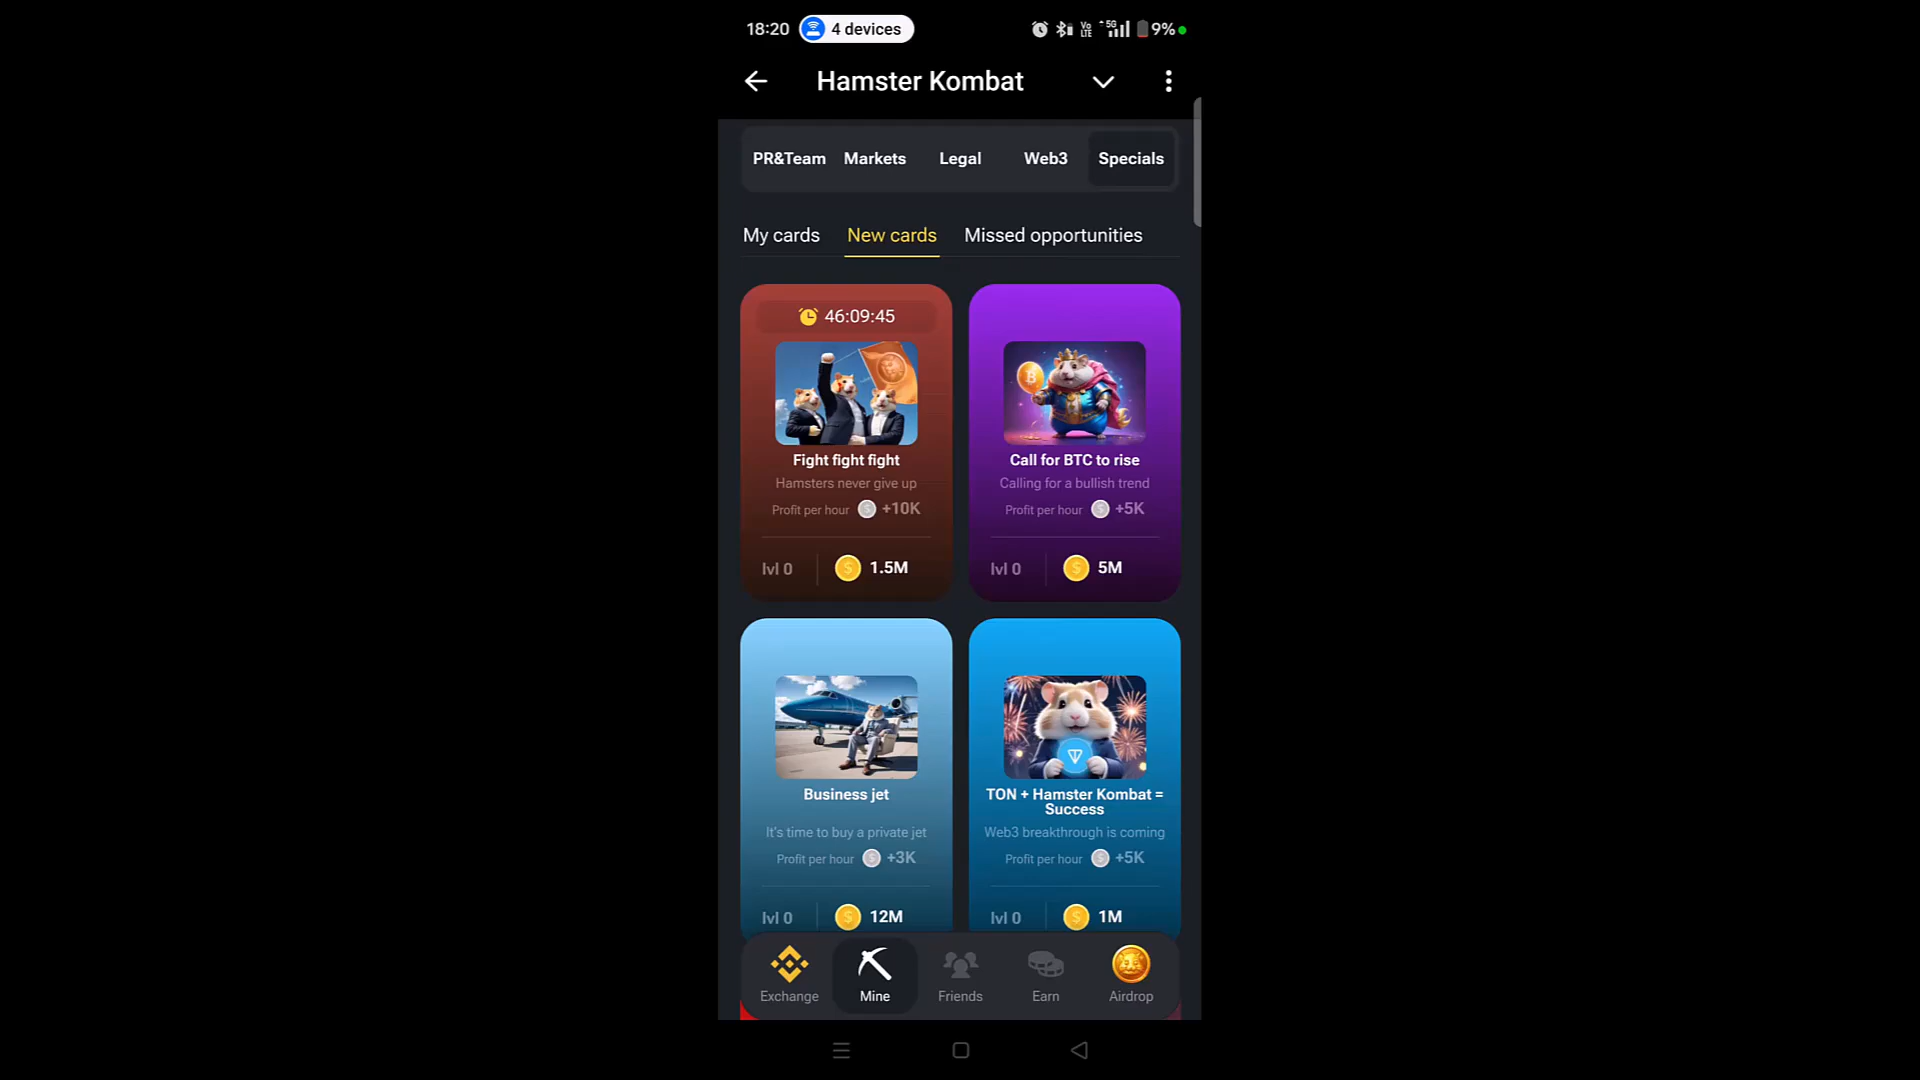 18:20 4 devices Vo LTE 5G 9%
Hamster Kombat
PR&Team Markets Legal Web3 Specials
My cards New cards Missed opportunities
46:09:45
Fight fight fight
Hamsters never give up
Profit per hour +10K
lvl 0 1.5M
Call for BTC to rise
Calling for a bullish trend
Profit per hour +5K
lvl 0 5M
Business jet
It's time to buy a private jet
Profit per hour +3K
lvl 0 12M
TON + Hamster Kombat =
Success
Web3 breakthrough is coming
Profit per hour +5K
lvl 0 1M
Exchange Mine Friends Earn Airdrop